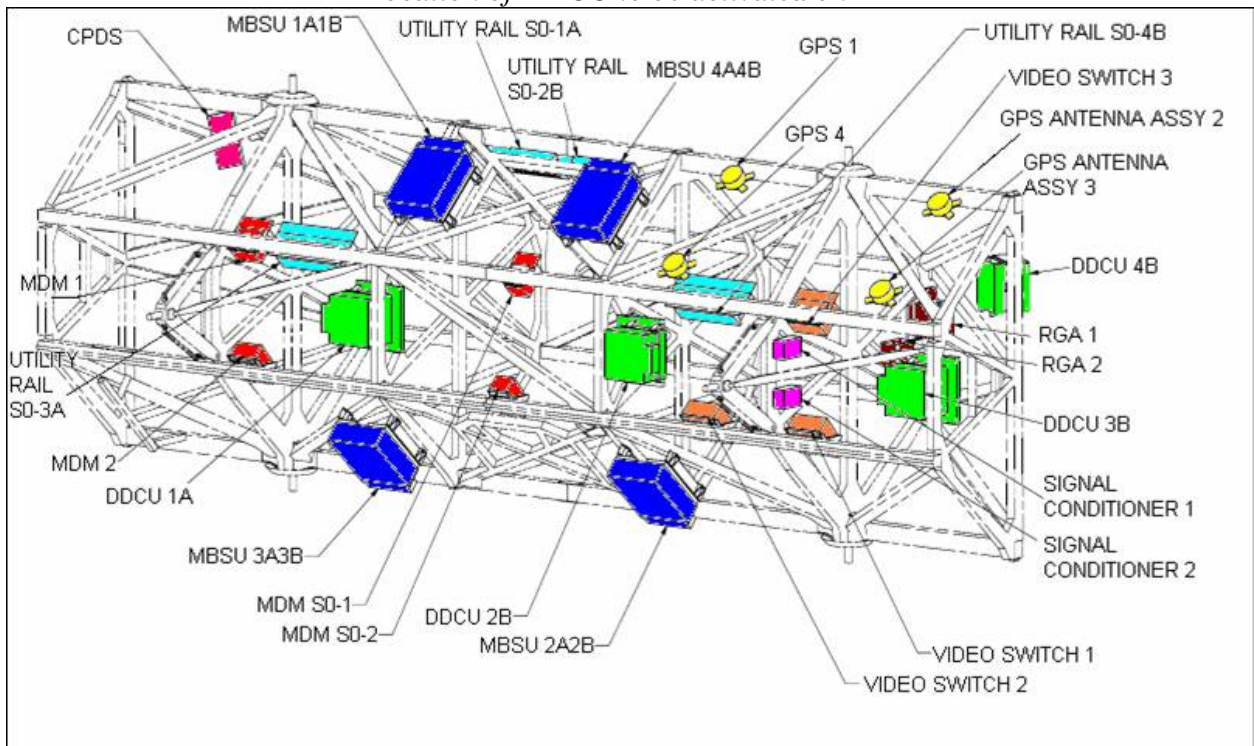 CPDS
MBSU 1A1B
UTILITY RAIL S0-1A
UTILITY RAIL
S0-2B
MBSU 4A4B
GPS 1
GPS 4
UTILITY RAIL S0-4B
VIDEO SWITCH 3
GPS ANTENNA ASSY 2
GPS ANTENNA
ASSY 3
DDCU 4B
RGA 1
RGA 2
DDCU 3B
SIGNAL
CONDITIONER 1
SIGNAL
CONDITIONER 2
VIDEO SWITCH 1
VIDEO SWITCH 2
MDM 1
UTILITY
RAIL
S0-3A
MDM 2
DDCU 1A
MBSU 3A3B
MDM S0-1
MDM S0-2
DDCU 2B
MBSU 2A2B